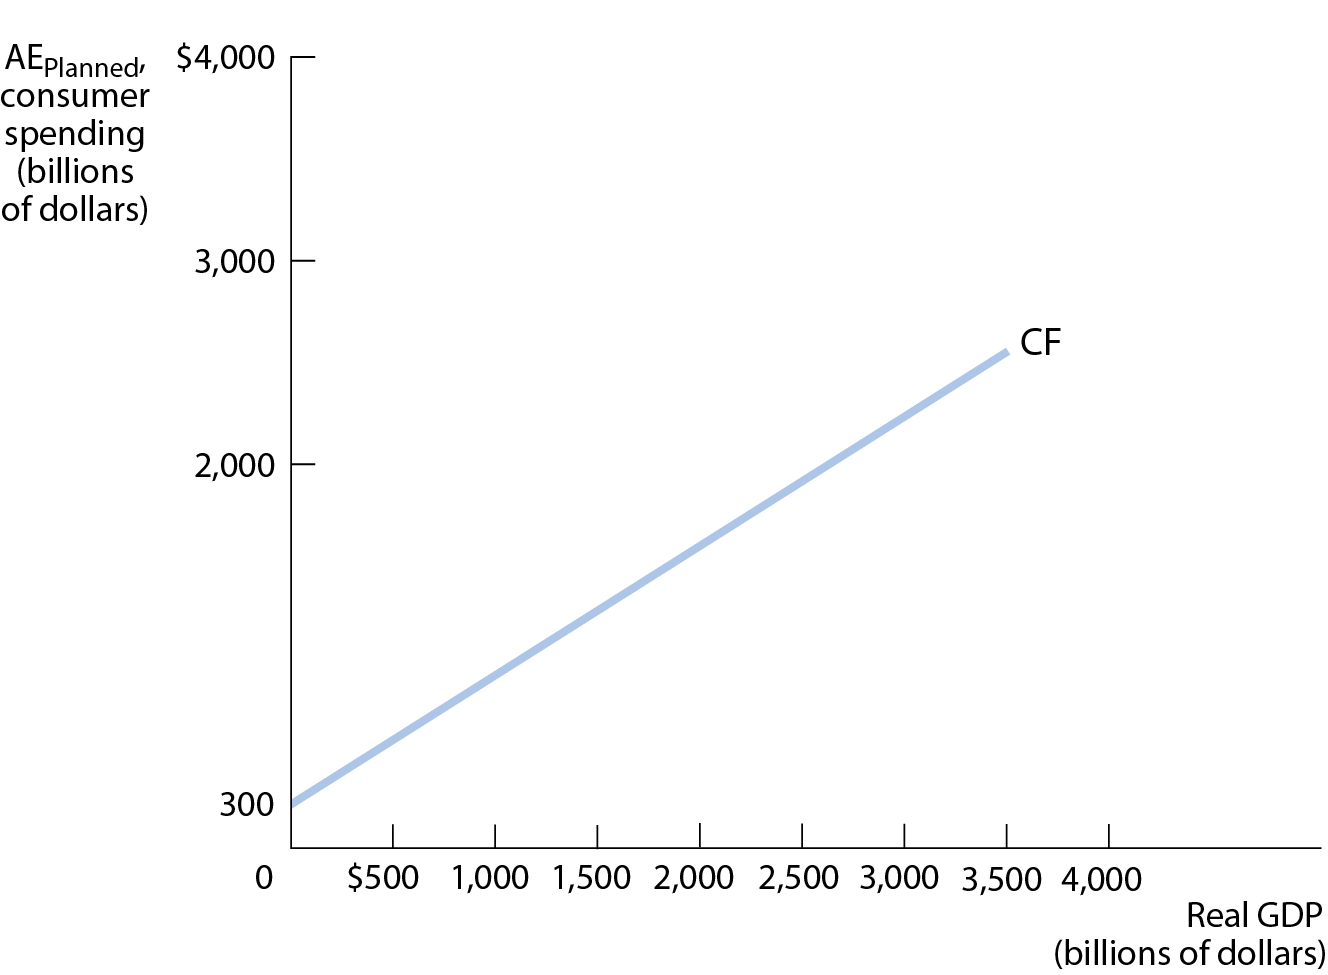 AEPlanned,
consumer
spending
(billions
of dollars)
$4,000
3,000
2,000
300
CF
0 $500 1,000 1,500 2,000 2,500 3,000 3,500 4,000
Real GDP
(billions of dollars)